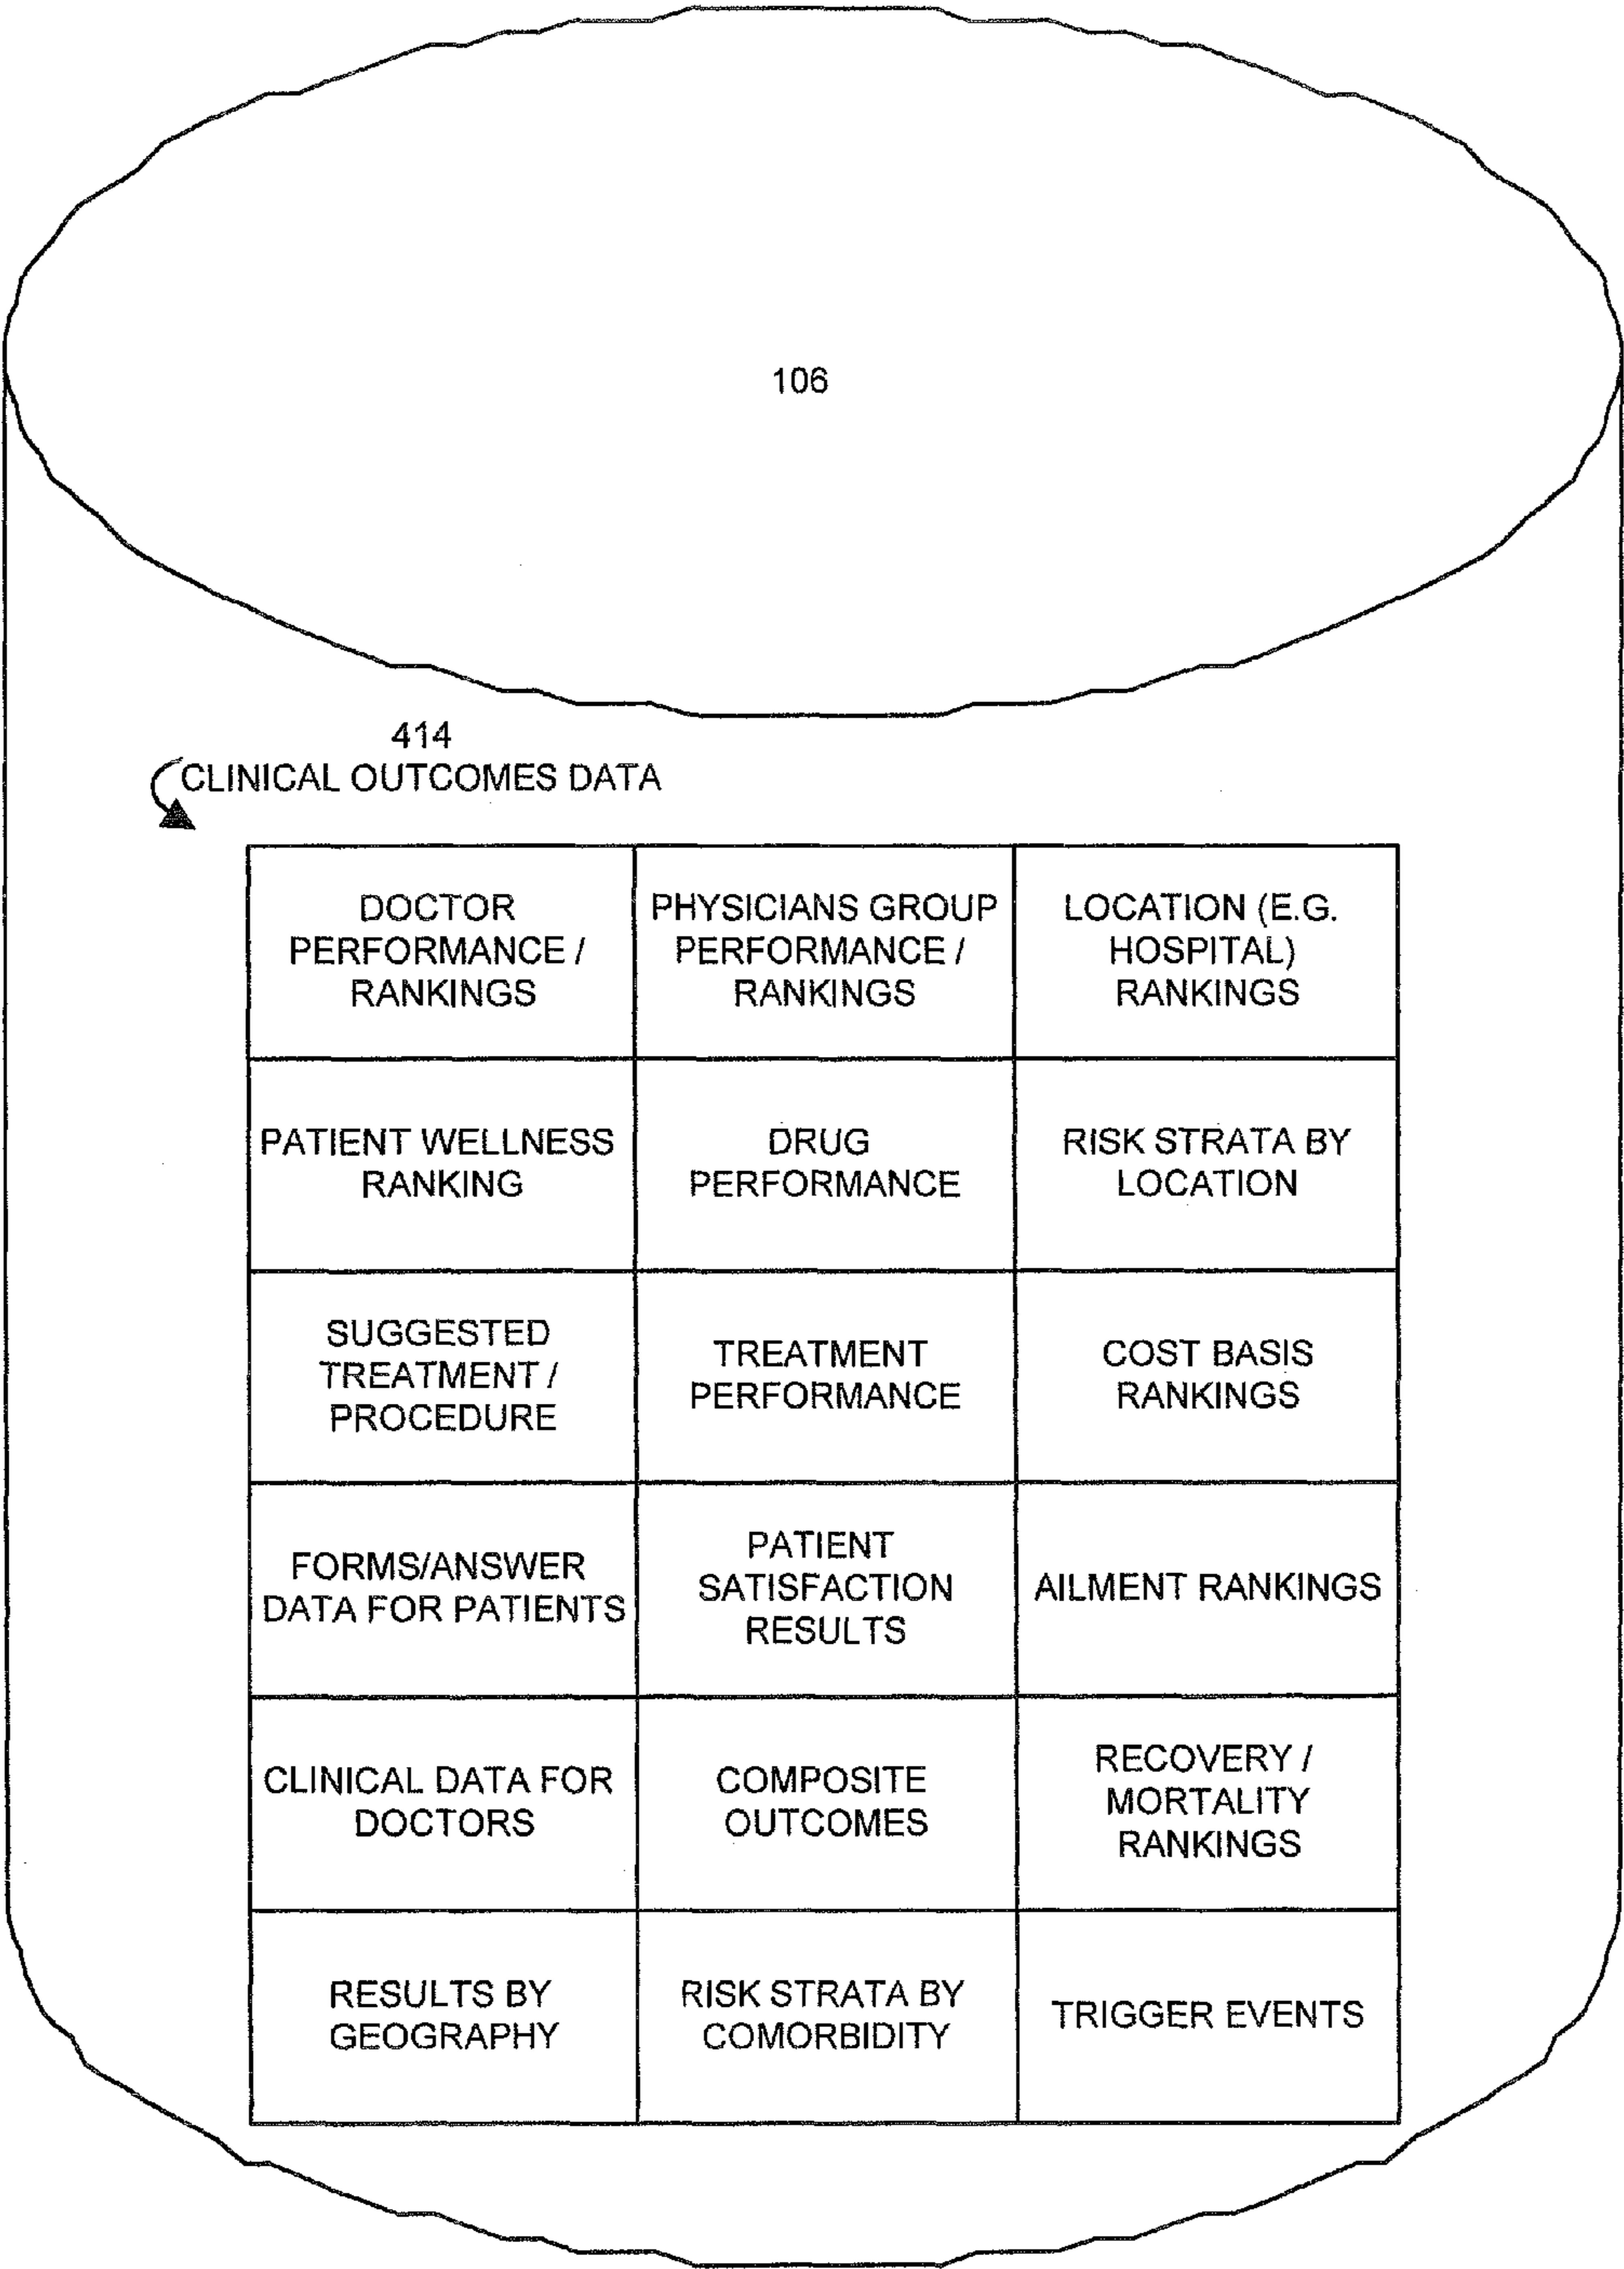 106
414
CLINICAL OUTCOMES DATA
DOCTOR
PERFORMANCE /
RANKINGS
PHYSICIANS GROUP
PERFORMANCE /
RANKINGS
LOCATION (E.G.
HOSPITAL)
RANKINGS
PATIENT WELLNESS
RANKING
DRUG
PERFORMANCE
RISK STRATA BY
LOCATION
SUGGESTED
TREATMENT /
PROCEDURE
TREATMENT
PERFORMANCE
COST BASIS
RANKINGS
FORMS/ANSWER
DATA FOR PATIENTS
PATIENT
SATISFACTION
RESULTS
AILMENT RANKINGS
CLINICAL DATA FOR
DOCTORS
COMPOSITE
OUTCOMES
RECOVERY /
MORTALITY
RANKINGS
RESULTS BY
GEOGRAPHY
RISK STRATA BY
COMORBIDITY
TRIGGER EVENTS